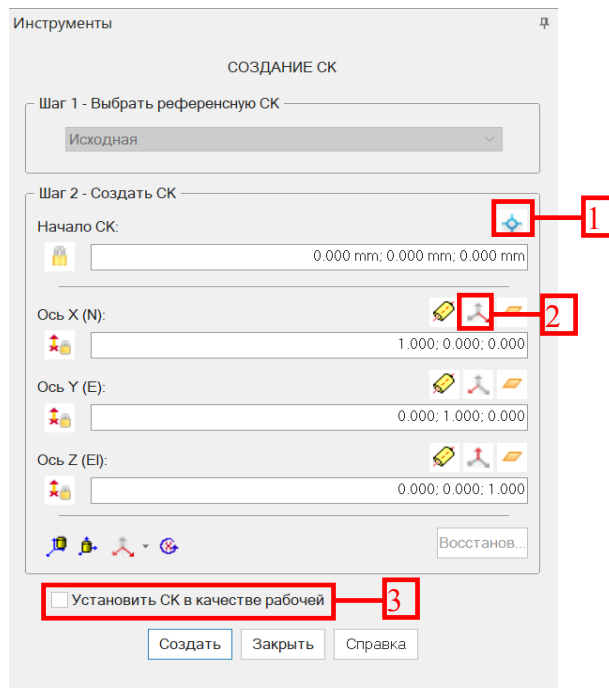 Инструменты
СОЗДАНИЕ СК
Шаг 1 - Выбрать референсную СК
Исходная
Шаг 2 - Создать СК
Начало СК:
1
0.000 mm; 0.000 mm; 0.000 mm
Ось X (N):
2
1.000; 0.000; 0.000
Ось Y (E):
0.000; 1.000; 0.000
Ось Z (El):
0.000; 0.000; 1.000
Восстанов...
Установить СК в качестве рабочей
3
Создать Закрыть Справка